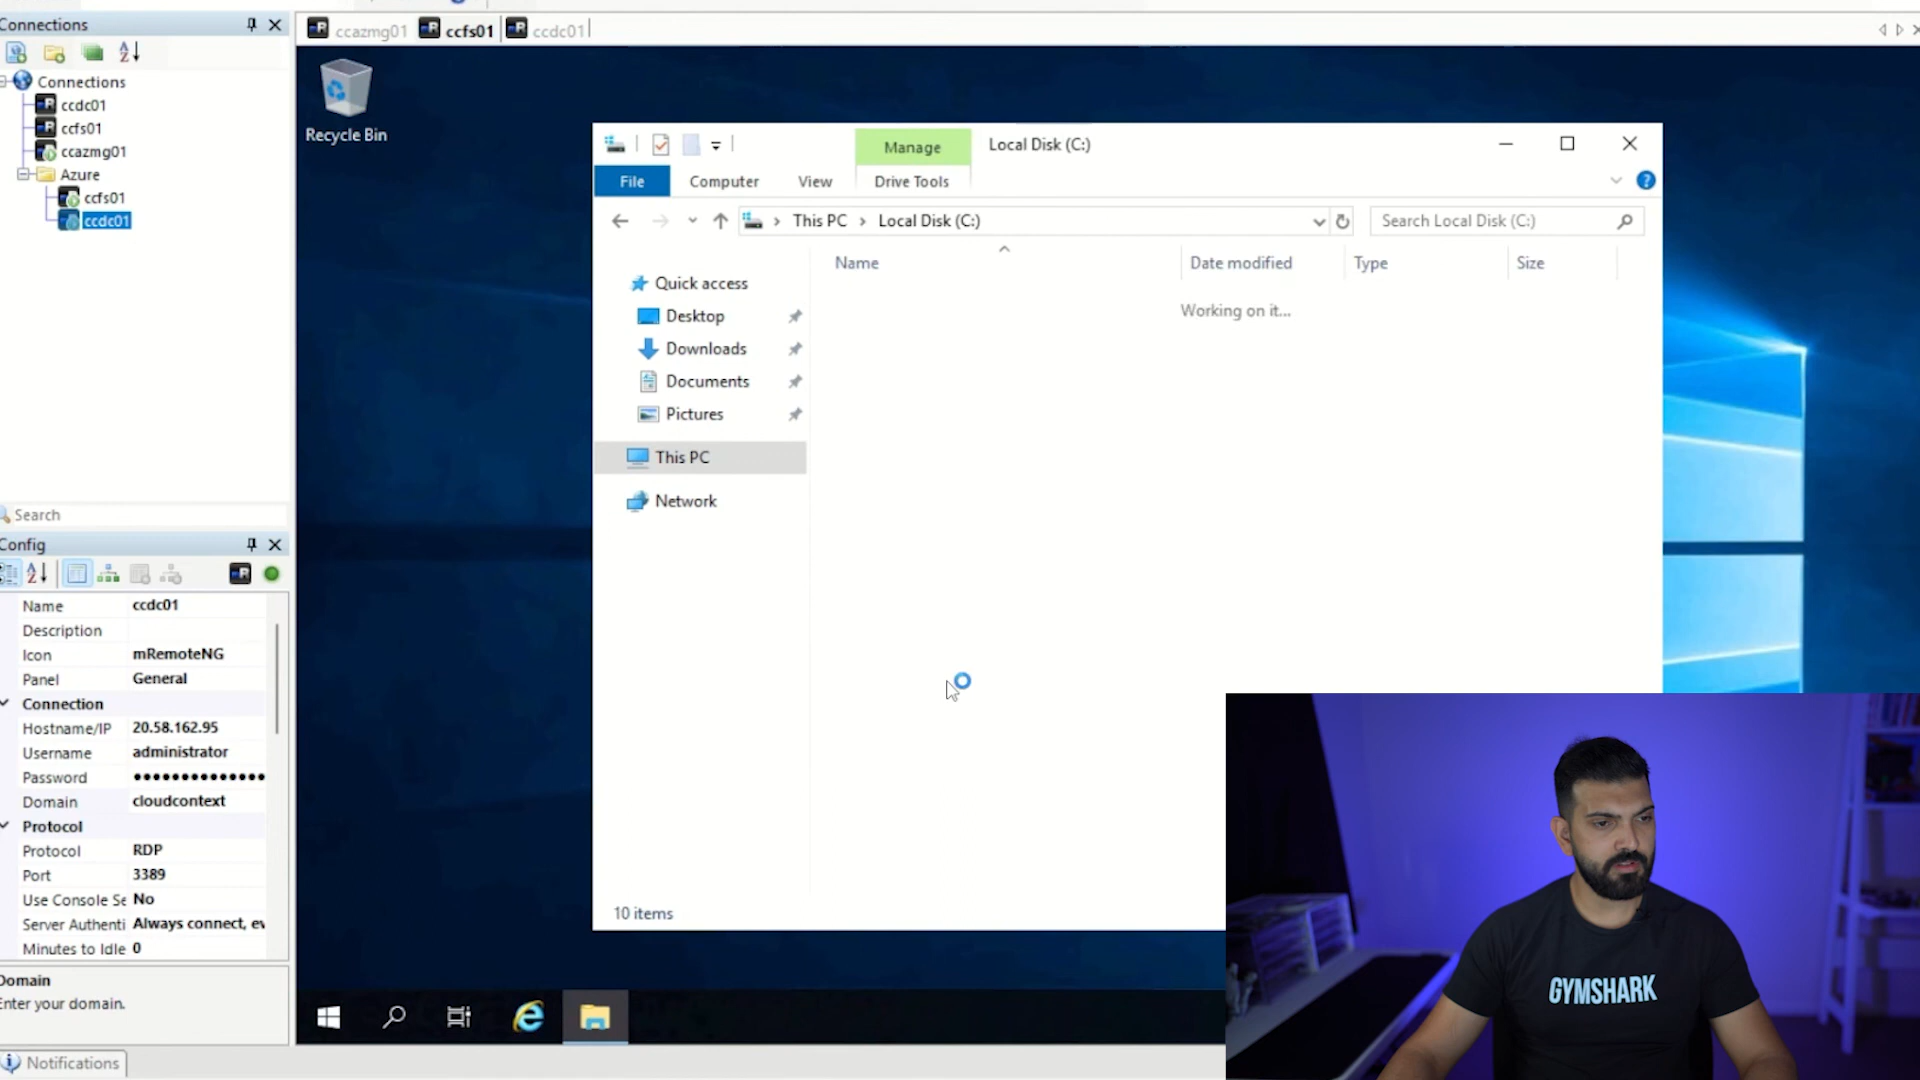 Connections
ccazmg01
ccfs01
ccdc01
Connections
ccdc01
ccfs01
ccazmg01
Azure
ccfs01
ccdc01
Search
Config
Name ccdc01
Description
Icon mRemoteNG
Panel General
Connection
Hostname/IP 20.58.162.95
Username administrator
Password ••••••••••••••
Domain cloudcontext
Protocol
Protocol RDP
Port 3389
Use Console Se No
Server Authenti Always connect, ev
Minutes to Idle 0
Domain
Enter your domain.
Notifications
Recycle Bin
Manage
Local Disk (C:)
File
Computer
View
Drive Tools
This PC
Local Disk (C:)
Search Local Disk (C:)
Name
Date modified
Type
Size
Working on it...
Quick access
Desktop
Downloads
Documents
Pictures
This PC
Network
10 items
GYMSHARK